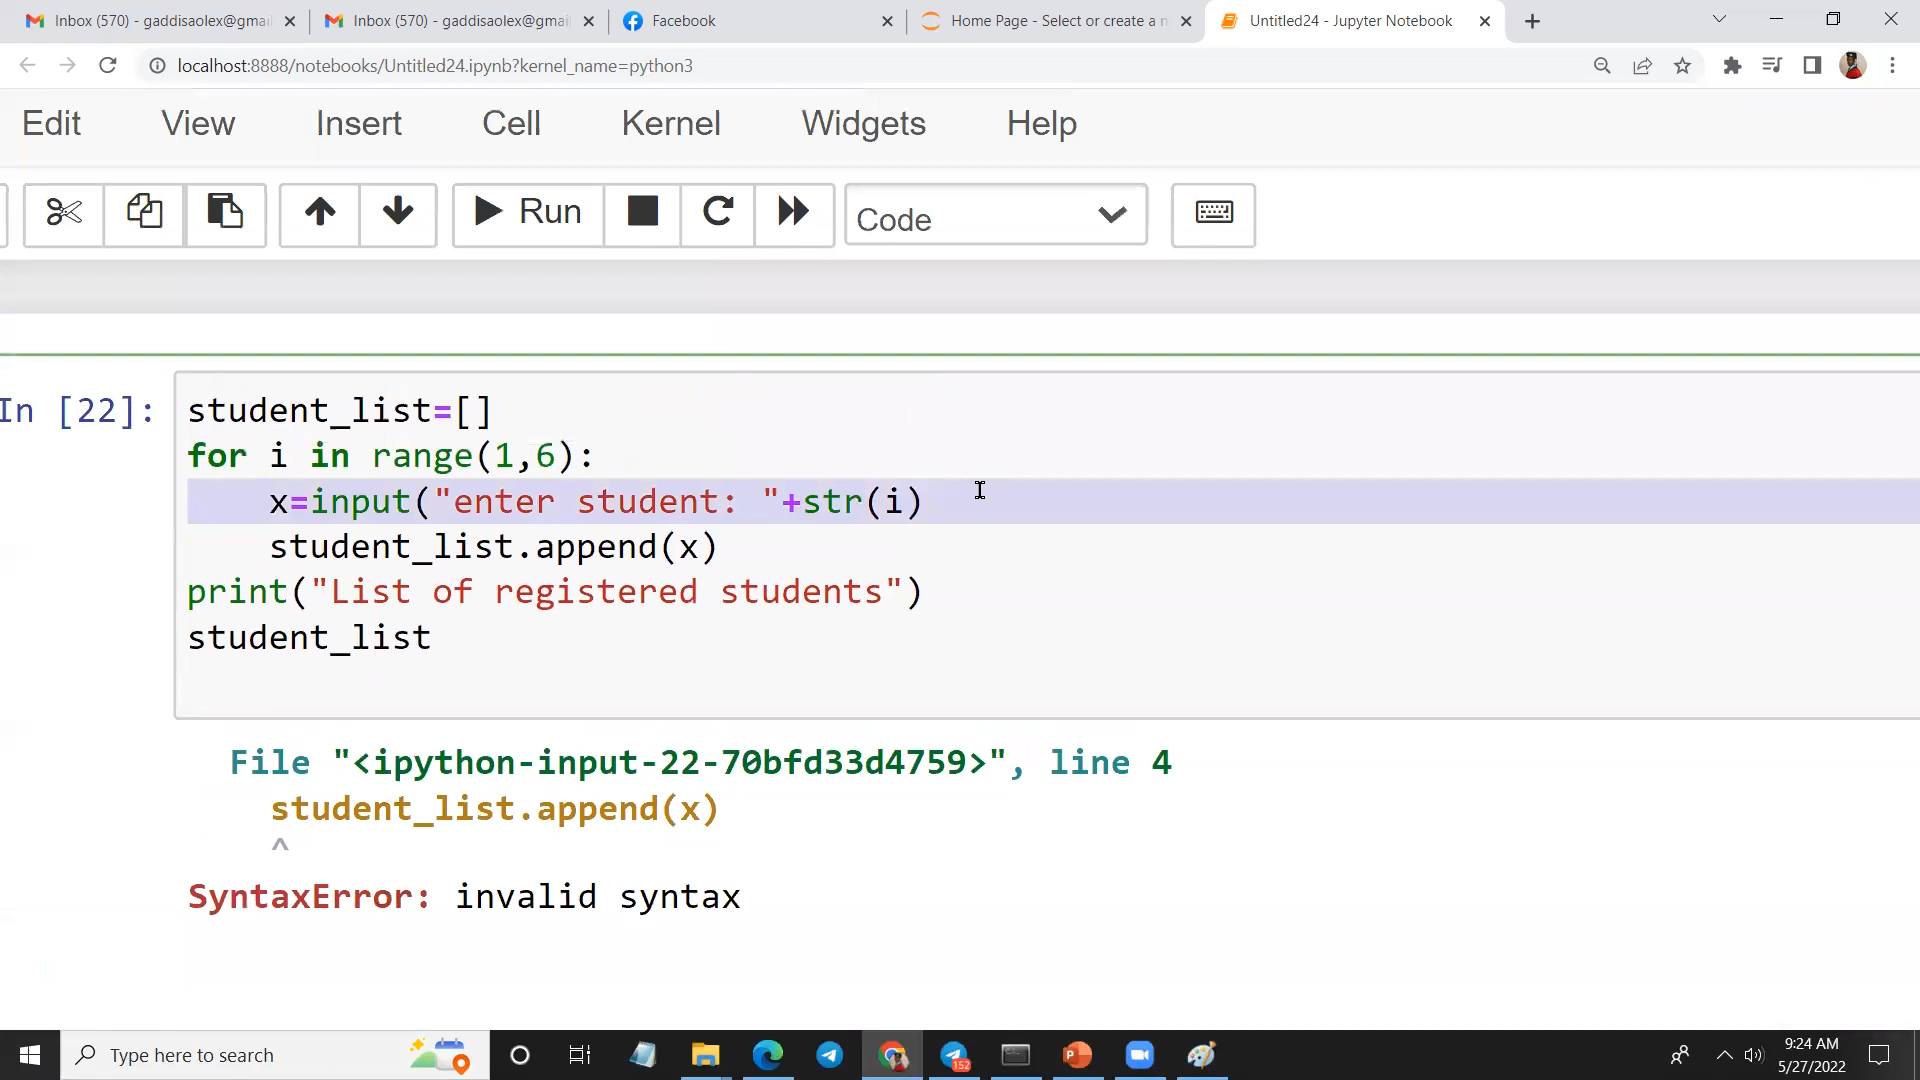 Inbox (570) - gaddisaolex@gmai
Inbox (570) - gaddisaolex@gmai
Facebook
Home Page - Select or create a n
Untitled24 - Jupyter Notebook
localhost:8888/notebooks/Untitled24.ipynb?kernel_name=python3
Edit View Insert Cell Kernel Widgets Help
Run Code
In [22]: student_list=[]
for i in range(1,6):
    x=input("enter student: "+str(i)
    student_list.append(x)
print("List of registered students")
student_list
File "<ipython-input-22-70bfd33d4759>", line 4
    student_list.append(x)
    ^
SyntaxError: invalid syntax
Type here to search
152
9:24 AM
5/27/2022